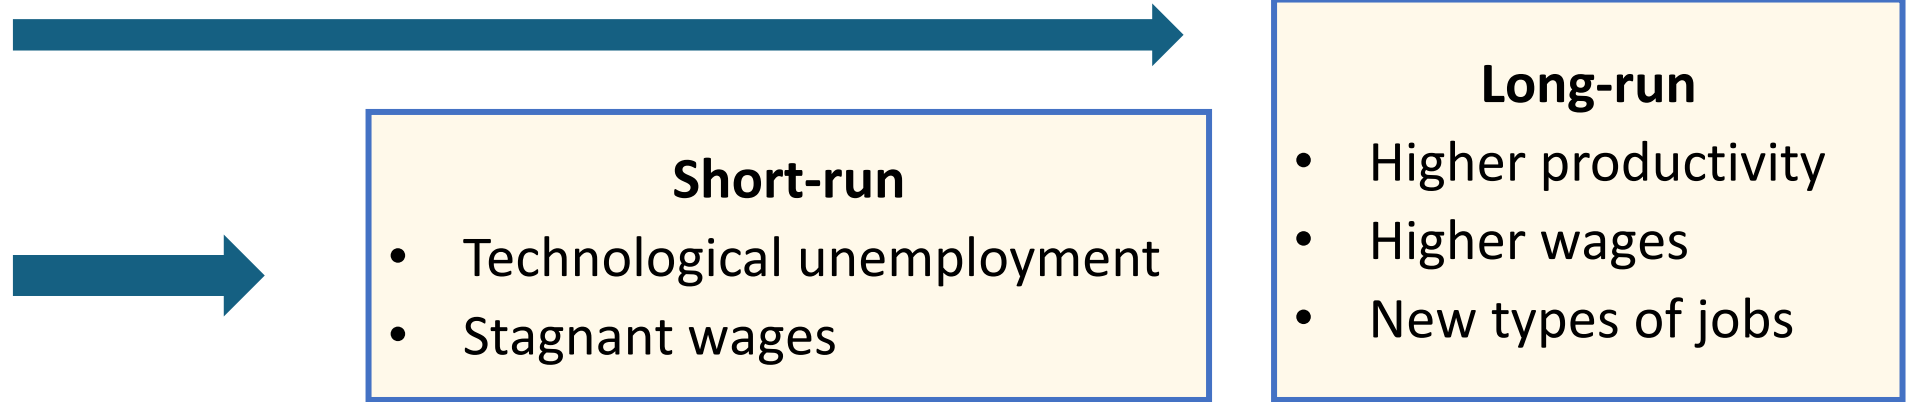 Short-run
• Technological unemployment
• Stagnant wages
Long-run
• Higher productivity
• Higher wages
• New types of jobs